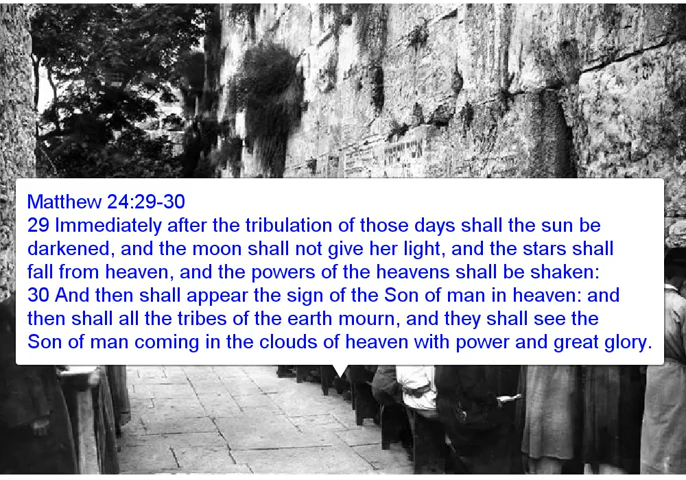 Matthew 24:29-30
29 Immediately after the tribulation of those days shall the sun be
darkened, and the moon shall not give her light, and the stars shall
fall from heaven, and the powers of the heavens shall be shaken:
30 And then shall appear the sign of the Son of man in heaven: and
then shall all the tribes of the earth mourn, and they shall see the
Son of man coming in the clouds of heaven with power and great glory.